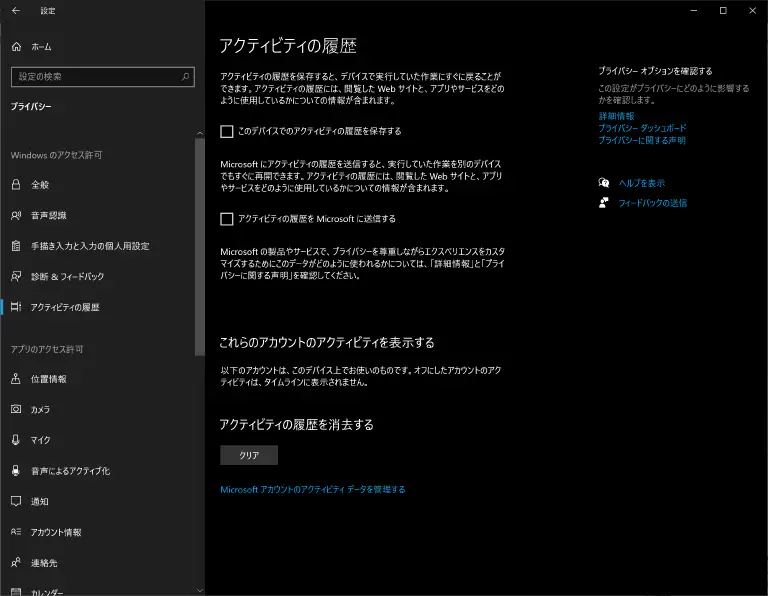 設定
ホーム
設定の検索
プライバシー
Windows のアクセス許可
全般
音声認識
手描き入力と入力の個人用設定
診断 & フィードバック
アクティビティの履歴
アプリのアクセス許可
位置情報
カメラ
マイク
音声によるアクティブ化
通知
アカウント情報
連絡先
カレンダー
アクティビティの履歴
アクティビティの履歴を保存すると、デバイスで実行していた作業にすぐに戻ることが
できます。アクティビティの履歴には、閲覧した Web サイトと、アプリやサービスをどの
ように使用しているかについての情報が含まれます。
このデバイスでのアクティビティの履歴を保存する
Microsoft にアクティビティの履歴を送信すると、実行していた作業を別のデバイス
でもすぐに再開できます。アクティビティの履歴には、閲覧した Web サイトと、アプリ
やサービスをどのように使用しているかについての情報が含まれます。
アクティビティの履歴を Microsoft に送信する
Microsoft の製品やサービスで、プライバシーを尊重しながらエクスペリエンスをカスタ
マイズするためにこのデータがどのように使われるかについては、「詳細情報」と「プライ
バシーに関する声明」を確認してください。
これらのアカウントのアクティビティを表示する
以下のアカウントは、このデバイス上でお使いのものです。オフにしたアカウントのアク
ティビティは、タイムラインに表示されません。
アクティビティの履歴を消去する
クリア
Microsoft アカウントのアクティビティ データを管理する
プライバシー オプションを確認する
この設定がプライバシーにどのように影響する
かを確認します。
詳細情報
プライバシー ダッシュボード
プライバシーに関する声明
ヘルプを表示
フィードバックの送信